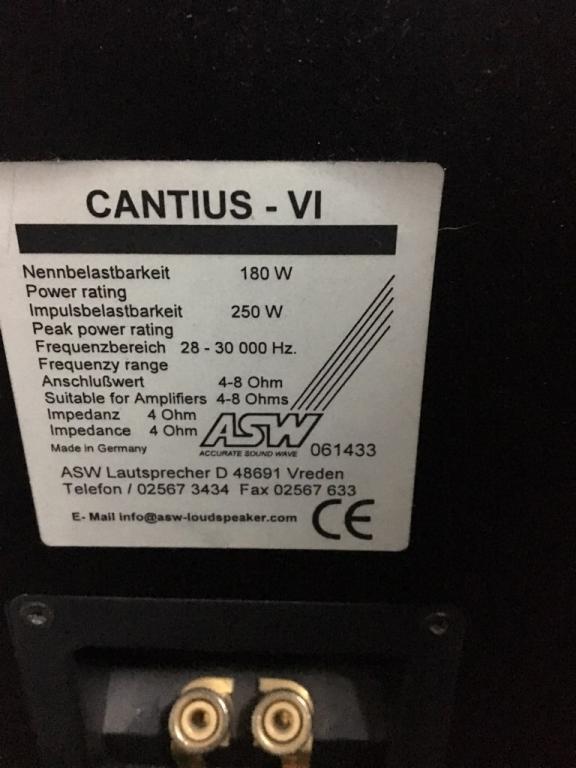 CANTIUS - VI
Nennbelastbarkeit 180 W
Power rating
Impulsbelastbarkeit 250 W
Peak power rating
Frequenzbereich 28 - 30 000 Hz.
Frequenzy range
Anschlußwert 4-8 Ohm
Suitable for Amplifiers 4-8 Ohms
Impedanz 4 Ohm
Impedance 4 Ohm
ASW
Made in Germany
ACCURATE SOUND WAVE
061433
ASW Lautsprecher D 48691 Vreden
Telefon / 02567 3434 Fax 02567 633
E- Mail info@asw-loudspeaker.com
CE